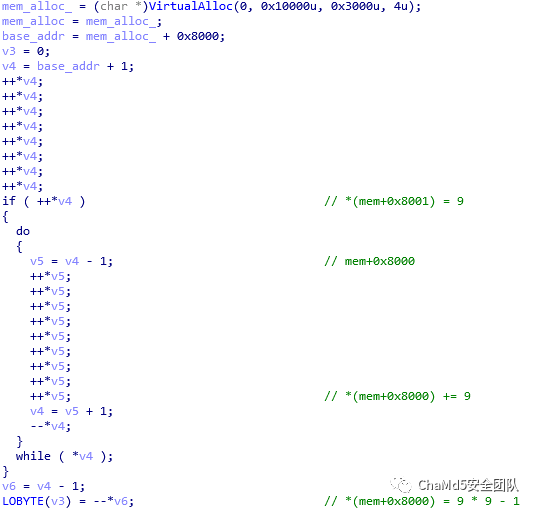 mem_alloc_ = (char *)VirtualAlloc(0, 0x10000u, 0x3000u, 4u);
mem_alloc = mem_alloc_;
base_addr = mem_alloc_ + 0x8000;
v3 = 0;
v4 = base_addr + 1;
++*v4;
++*v4;
++*v4;
++*v4;
++*v4;
++*v4;
++*v4;
++*v4;
if ( ++*v4 ) // *(mem+0x8001) = 9
{
do
{
v5 = v4 - 1; // mem+0x8000
++*v5;
++*v5;
++*v5;
++*v5;
++*v5;
++*v5;
++*v5;
++*v5;
++*v5; // *(mem+0x8000) += 9
v4 = v5 + 1;
--*v4;
}
while ( *v4 );
}
v6 = v4 - 1;
LOBYTE(v3) = --*v6; // *(mem+0x8000) = 9 * 9 - 1
ChaMd5安全团队